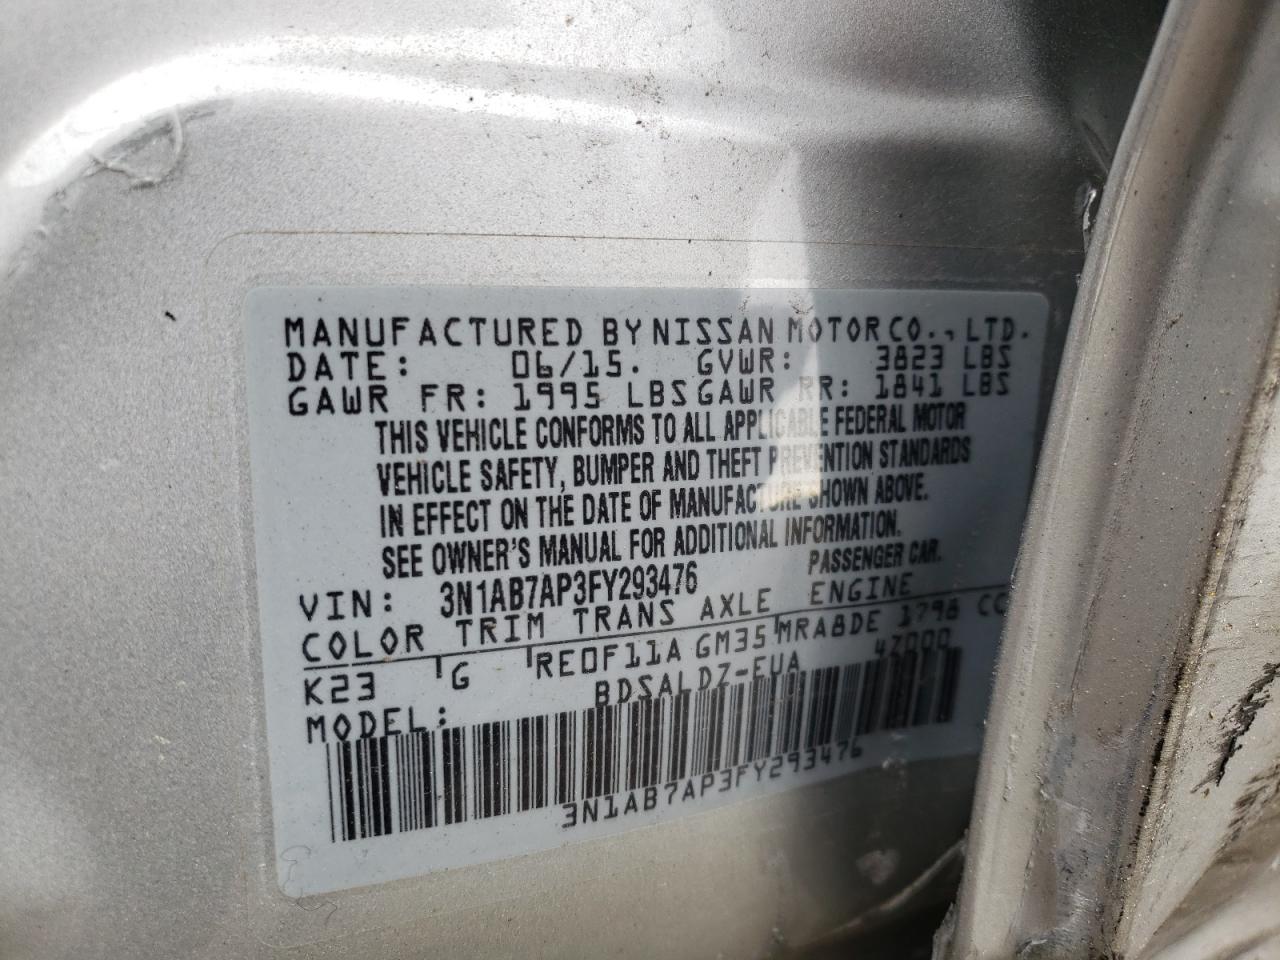 MANUFACTURED BY NISSAN MOTOR CO., LTD.
DATE: 06/15. GVWR: 3823 LBS
GAWR FR: 1995 LBS GAWR RR: 1841 LBS
THIS VEHICLE CONFORMS TO ALL APPLICABLE FEDERAL MOTOR
VEHICLE SAFETY, BUMPER AND THEFT PREVENTION STANDARDS
IN EFFECT ON THE DATE OF MANUFACTURE SHOWN ABOVE.
SEE OWNER'S MANUAL FOR ADDITIONAL INFORMATION.
PASSENGER CAR.
VIN: 3N1AB7AP3FY293476
COLOR TRIM TRANS AXLE ENGINE
K23 G RE0F11A GM35 MRA8DE 1798 CC
MODEL: BDSALDZ-EUA 47000
3N1AB7AP3FY293476